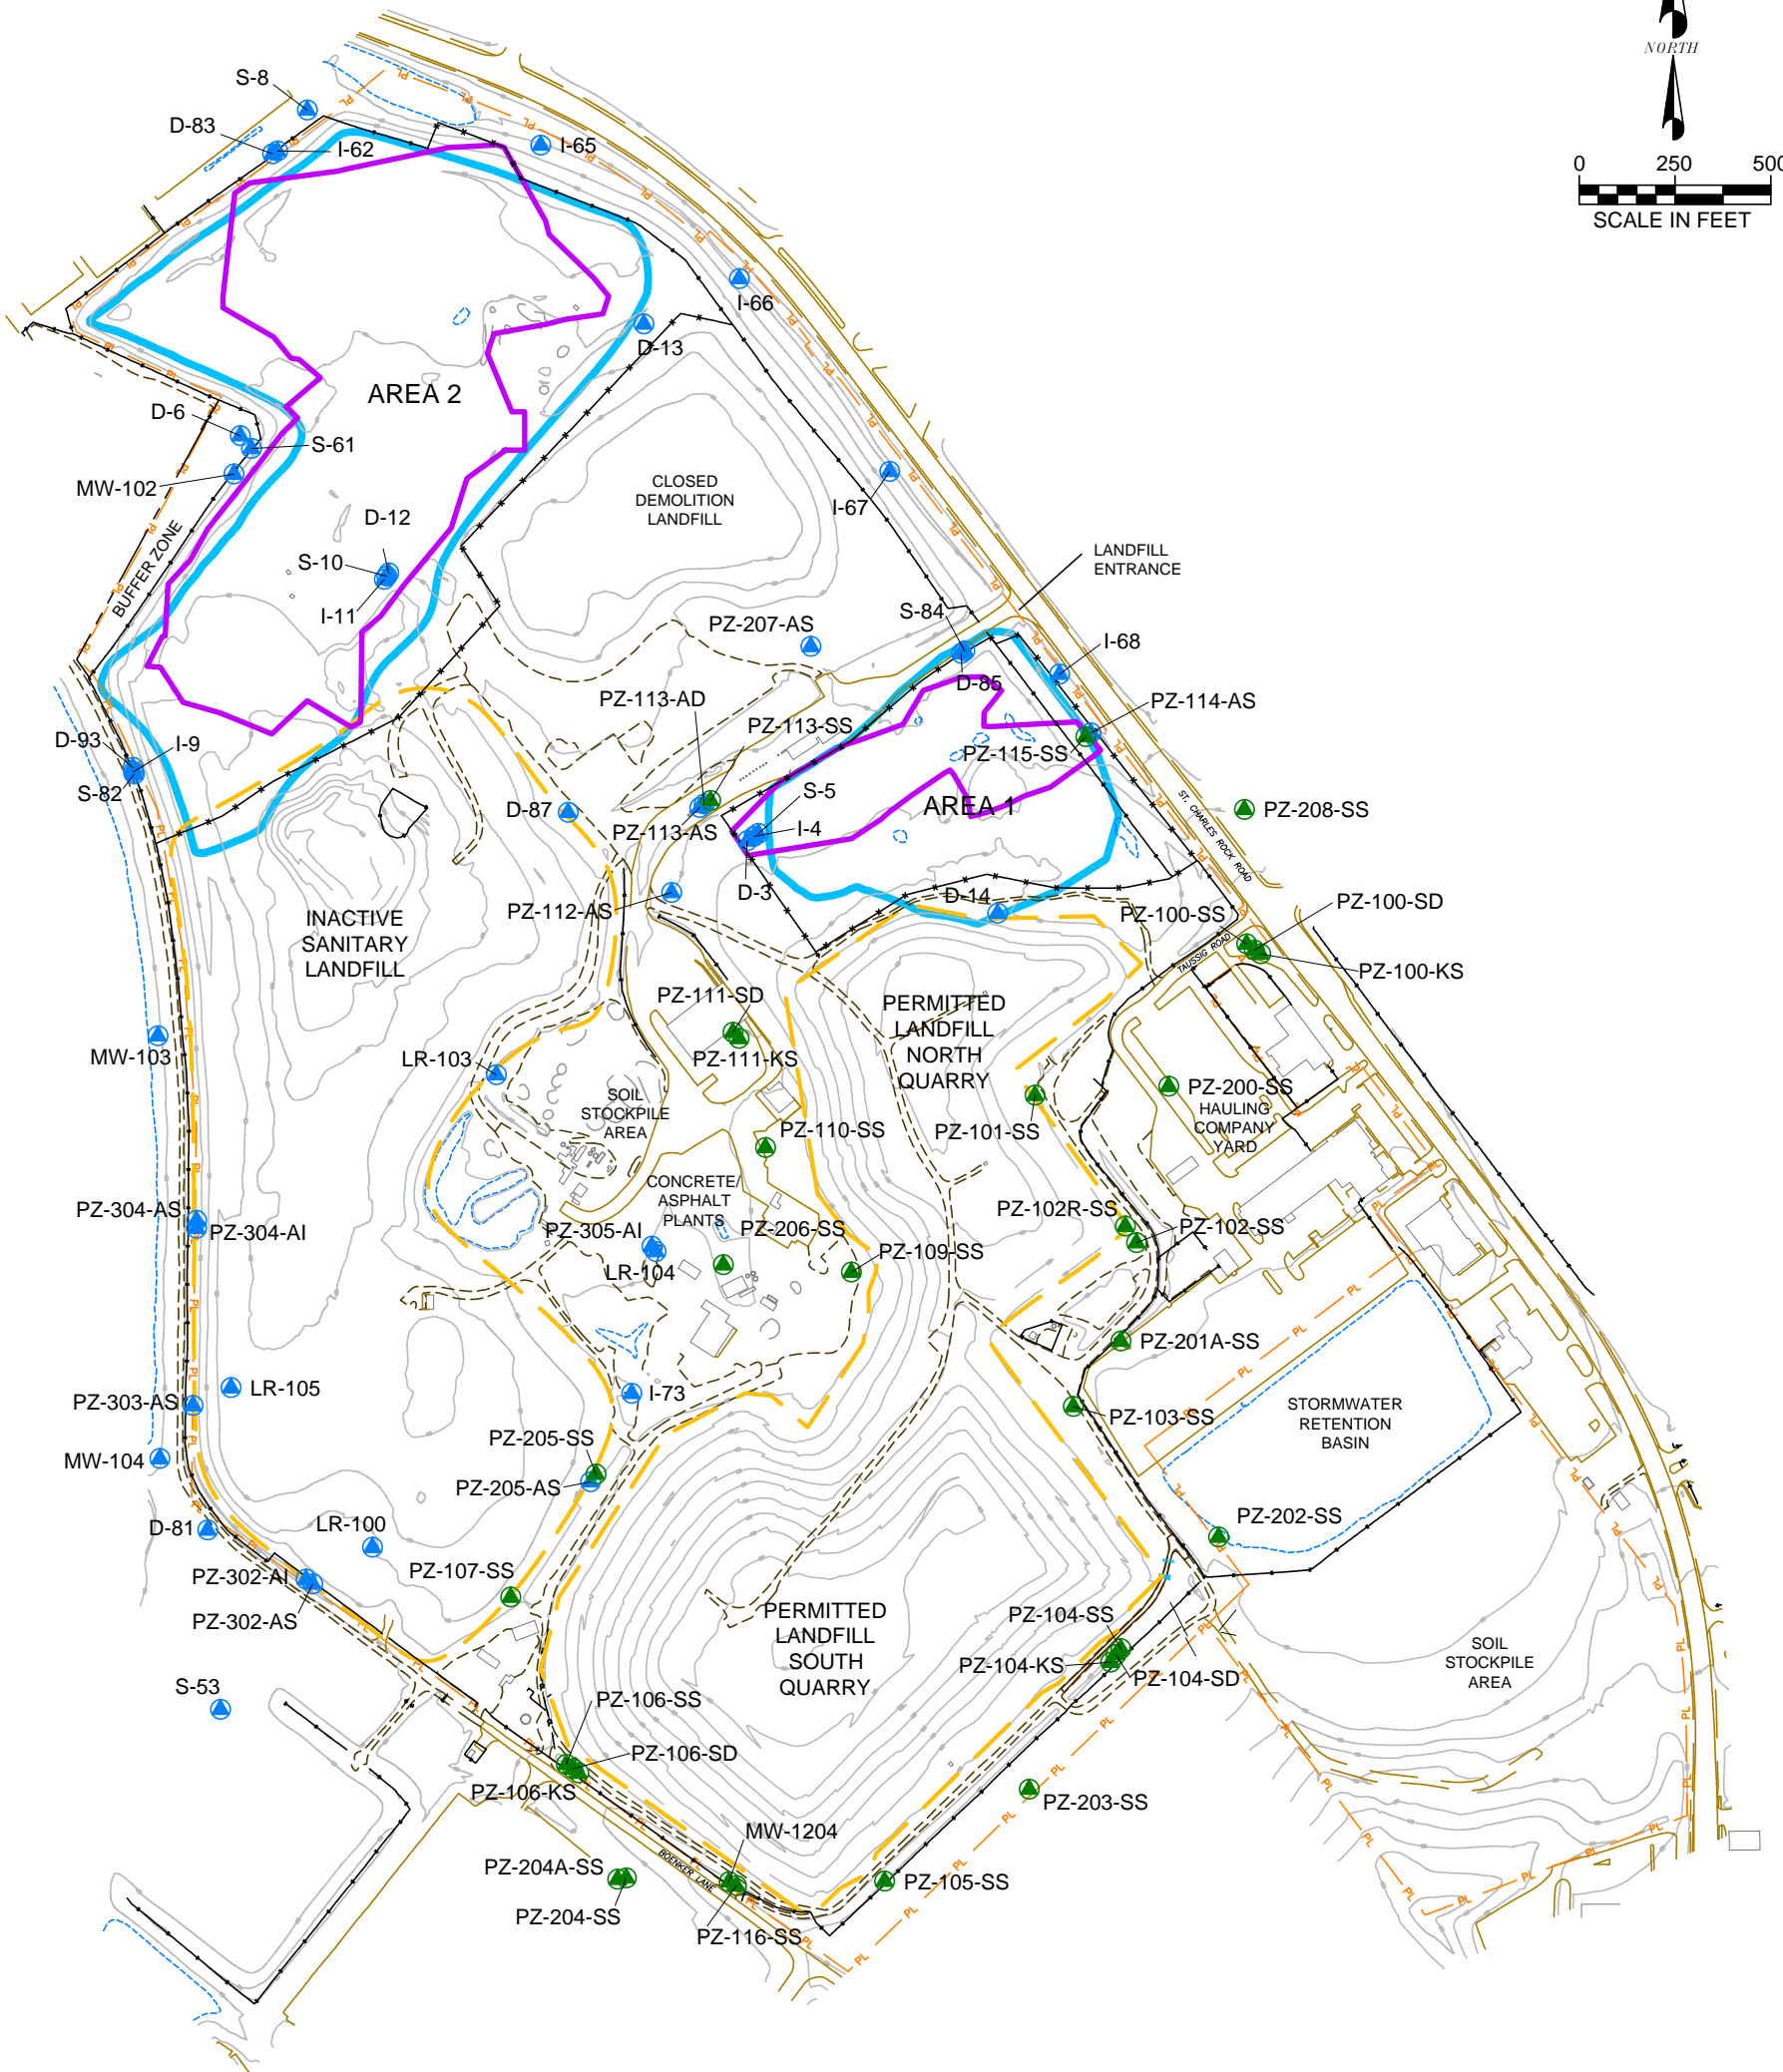 NORTH
0 250 500
SCALE IN FEET
S-8
D-83
I-62
I-65
I-66
D-13
AREA 2
D-6
S-61
MW-102
CLOSED
DEMOLITION
LANDFILL
I-67
D-12
S-10
I-11
BUFFER ZONE
LANDFILL
ENTRANCE
S-84
PZ-207-AS
I-68
D-85
PZ-113-AD
PZ-113-SS
PZ-114-AS
PZ-115-SS
D-93
I-9
S-82
D-87
S-5
AREA 1
PZ-113-AS
I-4
ST. CHARLES ROCK ROAD
PZ-208-SS
D-3
D-14
PZ-112-AS
PZ-100-SS
PZ-100-SD
INACTIVE
SANITARY
LANDFILL
TAUSSIG ROAD
PZ-100-KS
PZ-111-SD
PERMITTED
LANDFILL
NORTH
QUARRY
MW-103
LR-103
PZ-111-KS
SOIL
STOCKPILE
AREA
PZ-200-SS
HAULING
COMPANY
YARD
PZ-101-SS
PZ-110-SS
CONCRETE/
ASPHALT
PLANTS
PZ-304-AS
PZ-304-AI
PZ-305-AI
PZ-206-SS
PZ-102R-SS
PZ-102-SS
LR-104
PZ-109-SS
PZ-201A-SS
LR-105
I-73
PZ-303-AS
PZ-103-SS
STORMWATER
RETENTION
BASIN
PZ-205-SS
MW-104
PZ-205-AS
D-81
LR-100
PZ-202-SS
PZ-302-AI
PZ-107-SS
PZ-302-AS
PERMITTED
LANDFILL
SOUTH
QUARRY
PZ-104-SS
PZ-104-KS
PZ-104-SD
SOIL
STOCKPILE
AREA
S-53
PZ-106-SS
PZ-106-SD
PZ-106-KS
PZ-203-SS
MW-1204
PZ-204A-SS
BOENKER LANE
PZ-105-SS
PZ-204-SS
PZ-116-SS
PL
PL
PL
PL
PL
PL
PL
PL
PL
PL